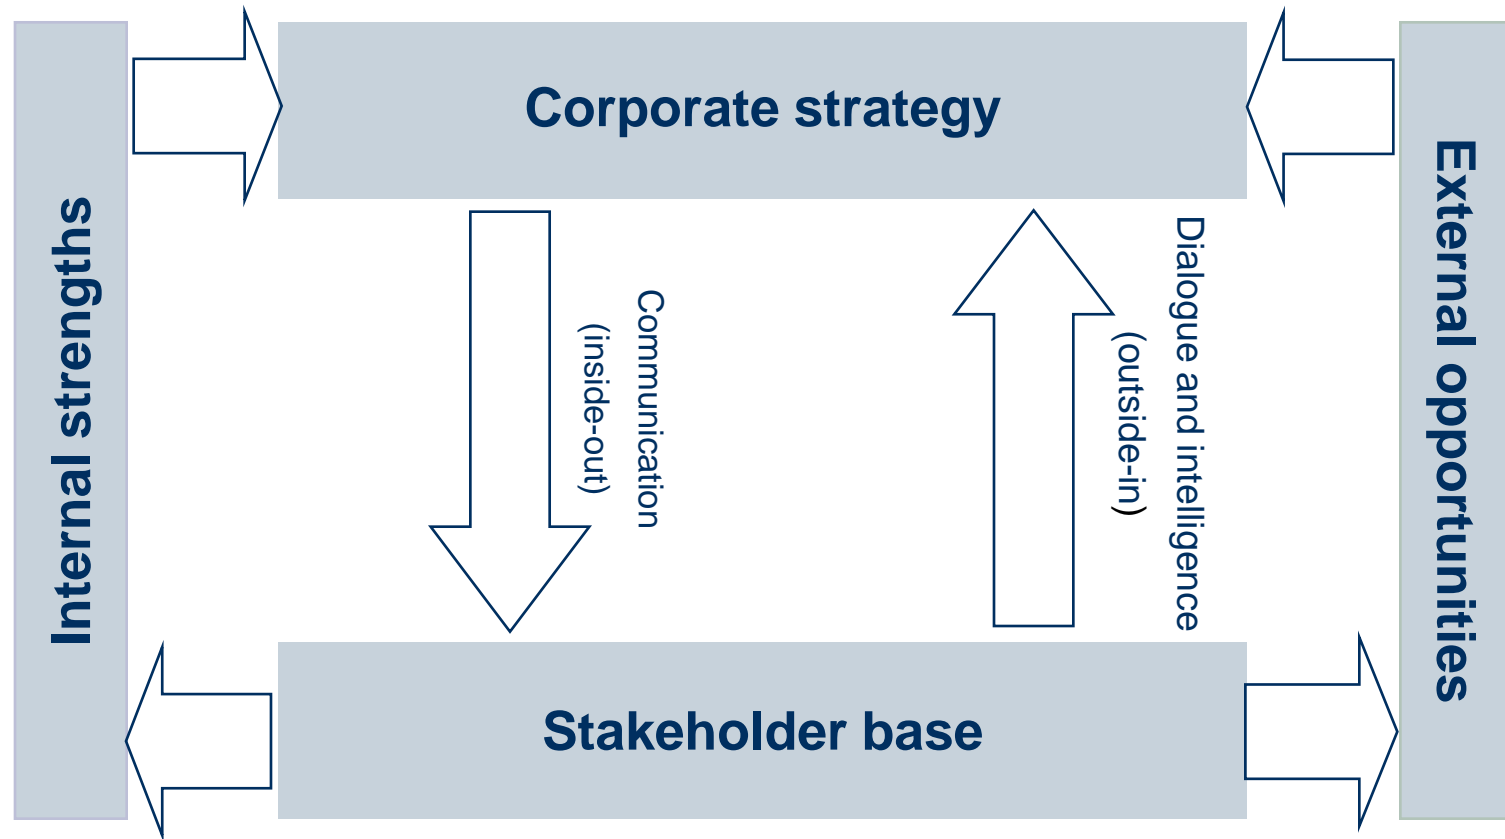 Corporate strategy
Internal strengths
Communication
(inside-out)
Dialogue and intelligence
(outside-in)
External opportunities
Stakeholder base